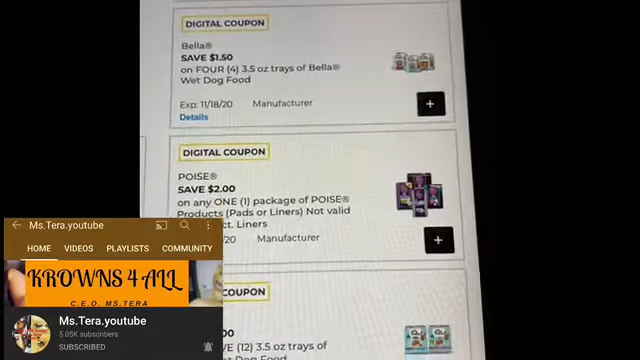 DIGITAL COUPON
Bella®
SAVE $1.50
on FOUR (4) 3.5 oz trays of Bella®
Wet Dog Food
Exp: 11/18/20 Manufacturer
Details
DIGITAL COUPON
POISE®
SAVE $2.00
on any ONE (1) package of POISE®
Products (Pads or Liners) Not valid
ct. Liners
/20 Manufacturer
COUPON
(12) 3.5 oz trays of
Wet Dog Food
Ms.Tera.youtube
HOME VIDEOS PLAYLISTS COMMUNITY
KROWNS 4 ALL
C.E.O. MS.TERA
Ms.Tera.youtube
5.05K subscribers
SUBSCRIBED